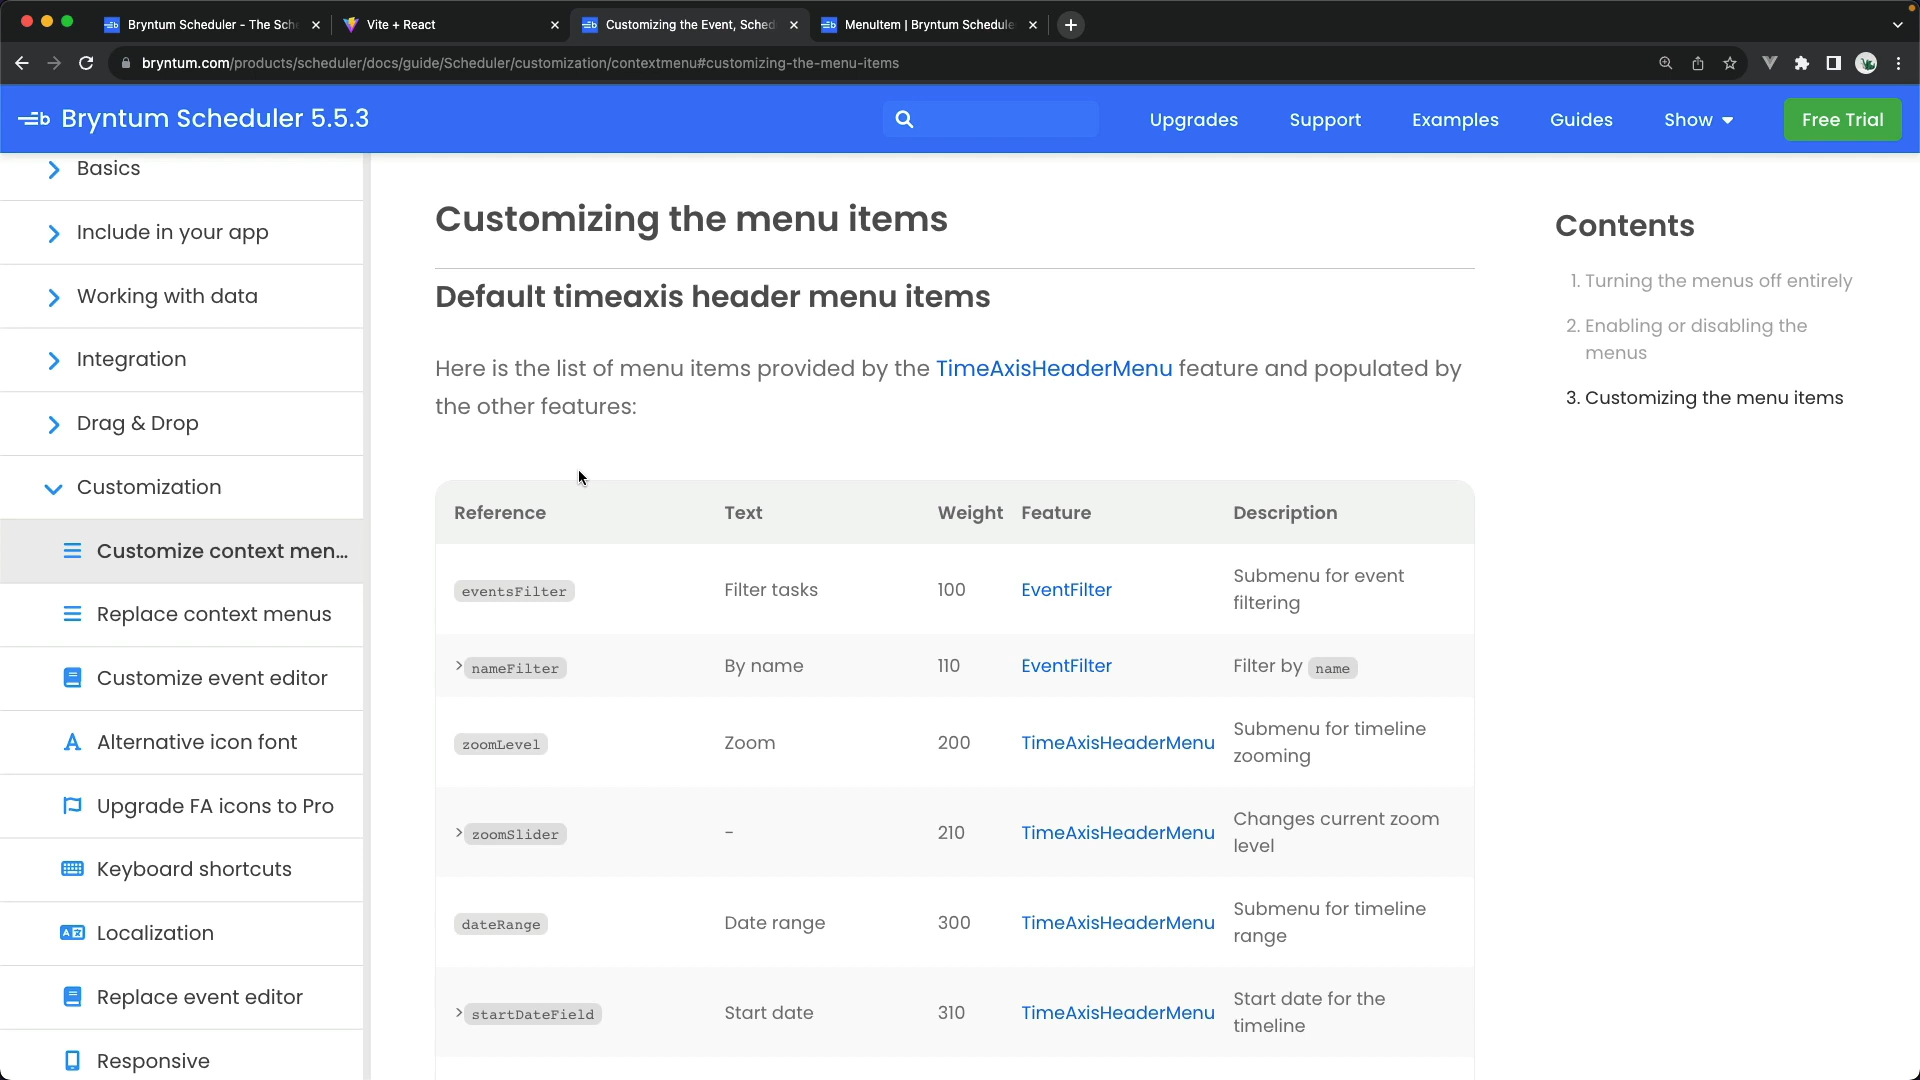 Bryntum Scheduler - The Sch
Vite + React
Customizing the Event, Sched
MenuItem | Bryntum Schedule
bryntum.com/products/scheduler/docs/guide/Scheduler/customization/contextmenu#customizing-the-menu-items
Bryntum Scheduler 5.5.3
Upgrades
Support
Examples
Guides
Show
Free Trial
Basics
Include in your app
Working with data
Integration
Drag & Drop
Customization
Customize context men...
Replace context menus
Customize event editor
Alternative icon font
Upgrade FA icons to Pro
Keyboard shortcuts
Localization
Replace event editor
Responsive
Customizing the menu items
Default timeaxis header menu items
Here is the list of menu items provided by the TimeAxisHeaderMenu feature and populated by
the other features:
Reference Text Weight Feature Description
eventsFilter Filter tasks 100 EventFilter Submenu for event
filtering
> nameFilter By name 110 EventFilter Filter by name
zoomLevel Zoom 200 TimeAxisHeaderMenu Submenu for timeline
zooming
> zoomSlider - 210 TimeAxisHeaderMenu Changes current zoom
level
dateRange Date range 300 TimeAxisHeaderMenu Submenu for timeline
range
> startDateField Start date 310 TimeAxisHeaderMenu Start date for the
timeline
Contents
1. Turning the menus off entirely
2. Enabling or disabling the
menus
3. Customizing the menu items